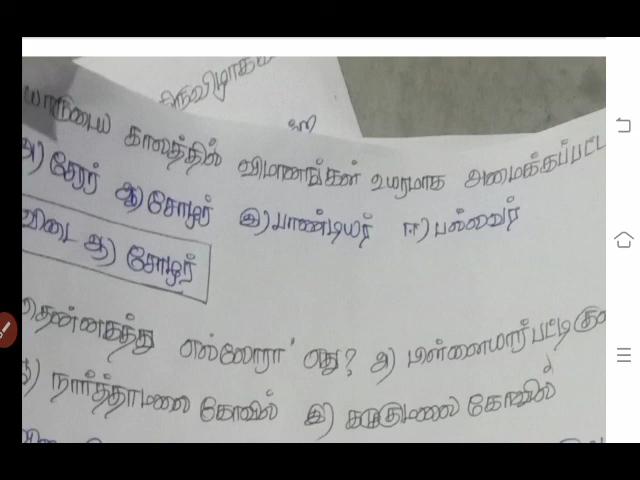 திருவிழாகள்
யாருடைய காலத்தில் விமானங்கள் உயரமாக அமைக்கப்பட்ட
அ) சேரர் ஆ) சோழர் இ) பாண்டியர் ஈ) பல்லவர்
விடை ஆ) சோழர்
தென்னகத்து எல்லோரா எது? அ) பிள்ளையார்பட்டி
நார்த்தாமலை கோவில் இ) கழுகுமலை கோவில்